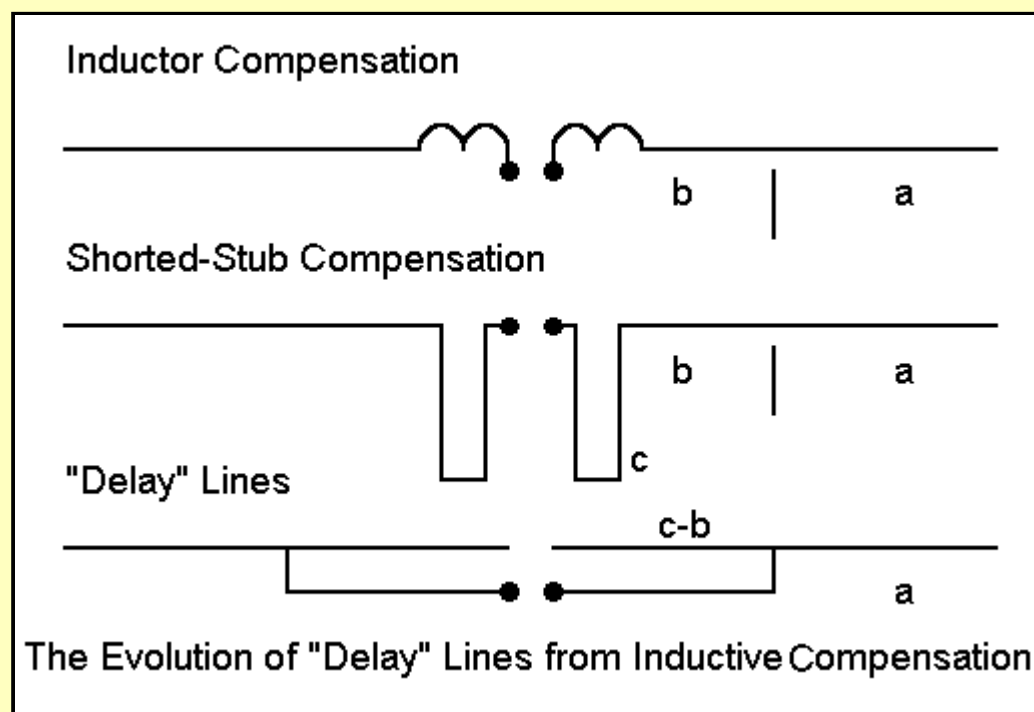 Inductor Compensation
b a
Shorted-Stub Compensation
b a
c
"Delay" Lines
c-b
a
The Evolution of "Delay" Lines from Inductive Compensation